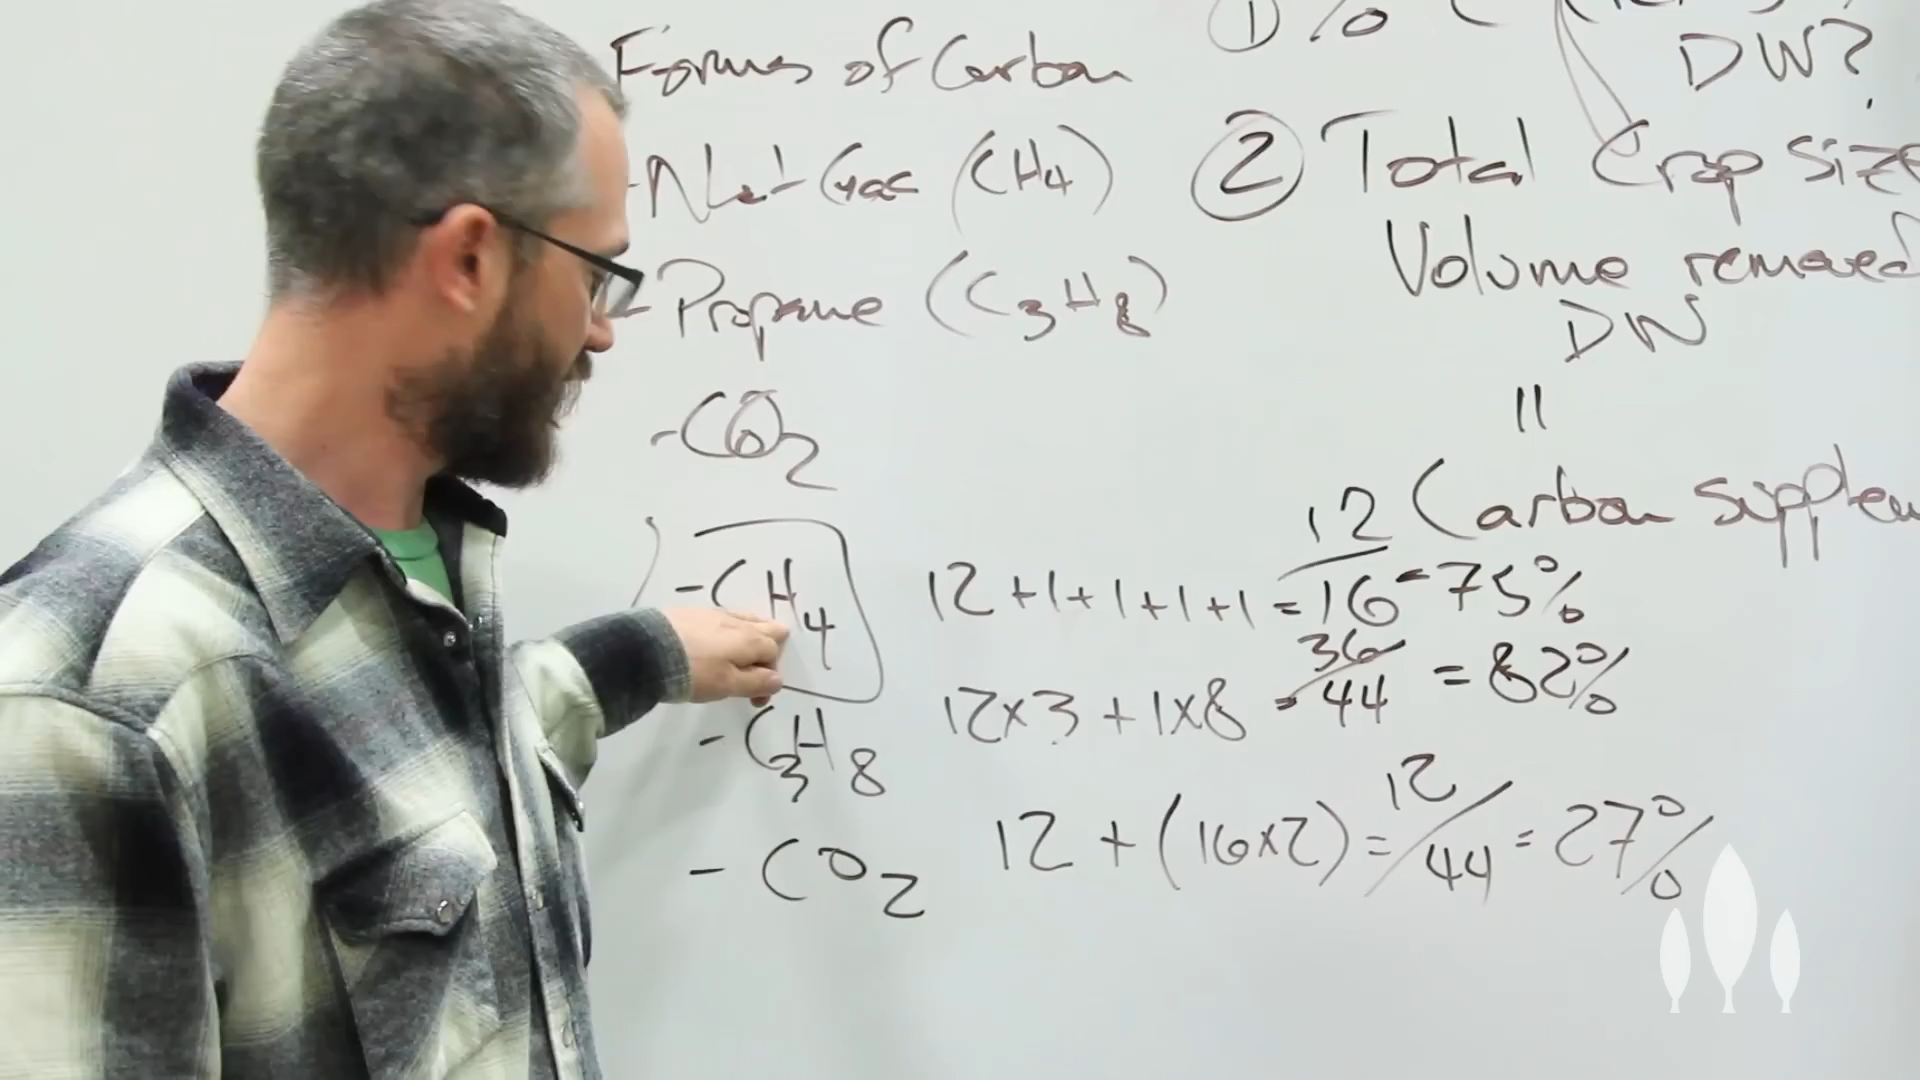 Forms of Carbon
- Nat Gas (CH4)
- Propane (C3H8)
- CO2
- CH4 12+1+1+1+1 = 12/16 = 75%
- C3H8 12x3 + 1x8 = 36/44 = 82%
- CO2 12 + (16x2) = 12/44 = 27%
① % C
DW?
② Total Crop Size
Volume removed
DW
=
Carbon supplem